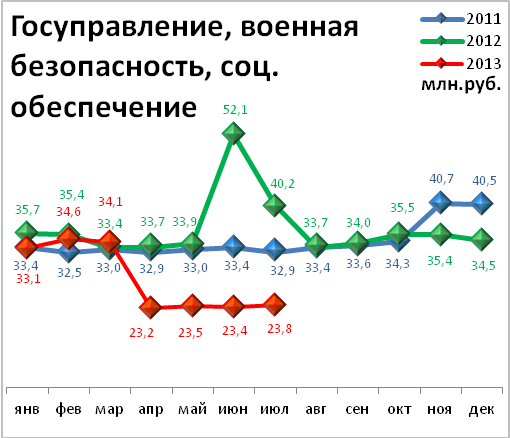 Госуправление, военная
безопасность, соц.
обеспечение
2011
2012
2013
млн.руб.
52,1
40,7 40,5
40,2
35,7 35,4 34,1 33,7 33,9 33,7 34,0 35,5
34,6 33,4
33,4 32,5 33,0 32,9 33,0 33,4 32,9 33,4 33,6 34,3 35,4 34,5
33,1
23,2 23,5 23,4 23,8
янв фев мар апр май июн июл авг сен окт ноя дек